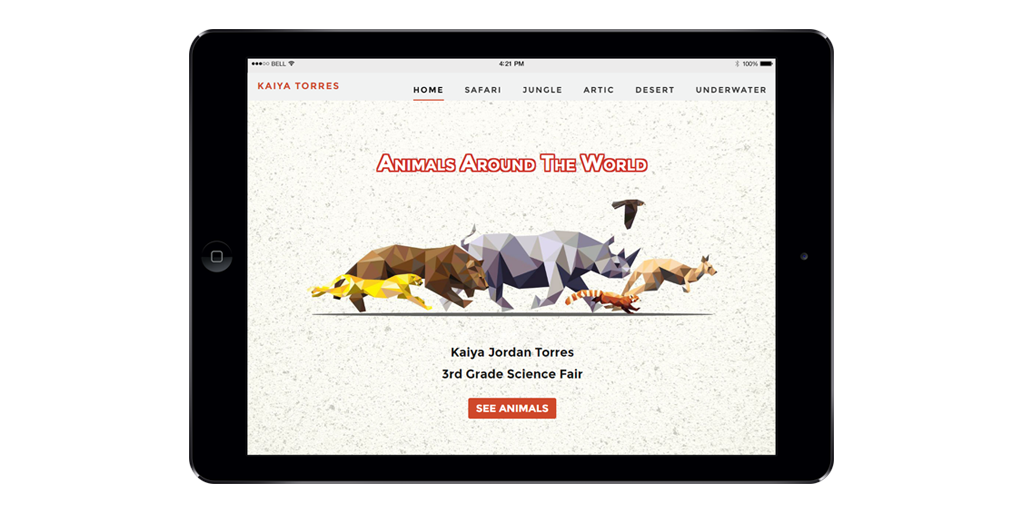 BELL 4:21 PM 100%
KAIYA TORRES HOME SAFARI JUNGLE ARTIC DESERT UNDERWATER
ANIMALS AROUND THE WORLD
Kaiya Jordan Torres
3rd Grade Science Fair
SEE ANIMALS